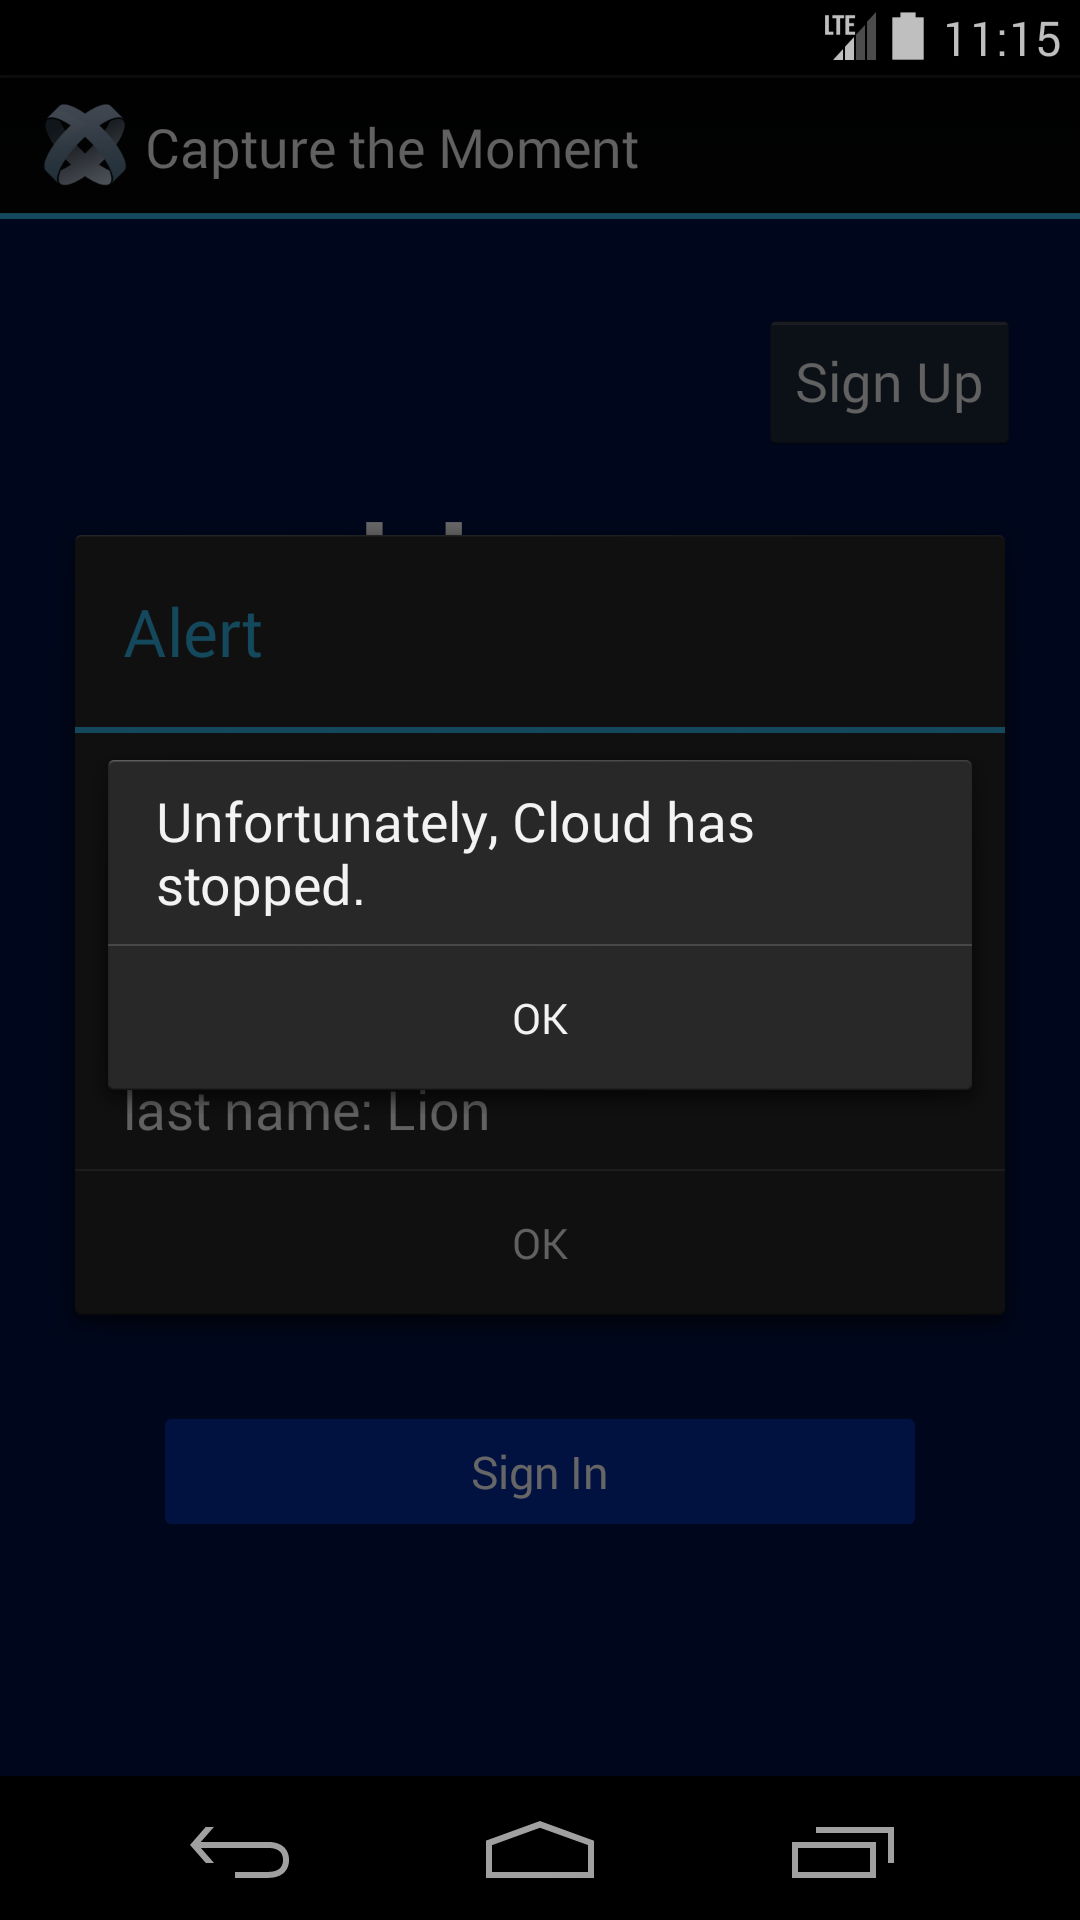 LTE 11:15
Capture the Moment
Sign Up
Alert
Unfortunately, Cloud has
stopped.
OK
last name: Lion
OK
Sign In